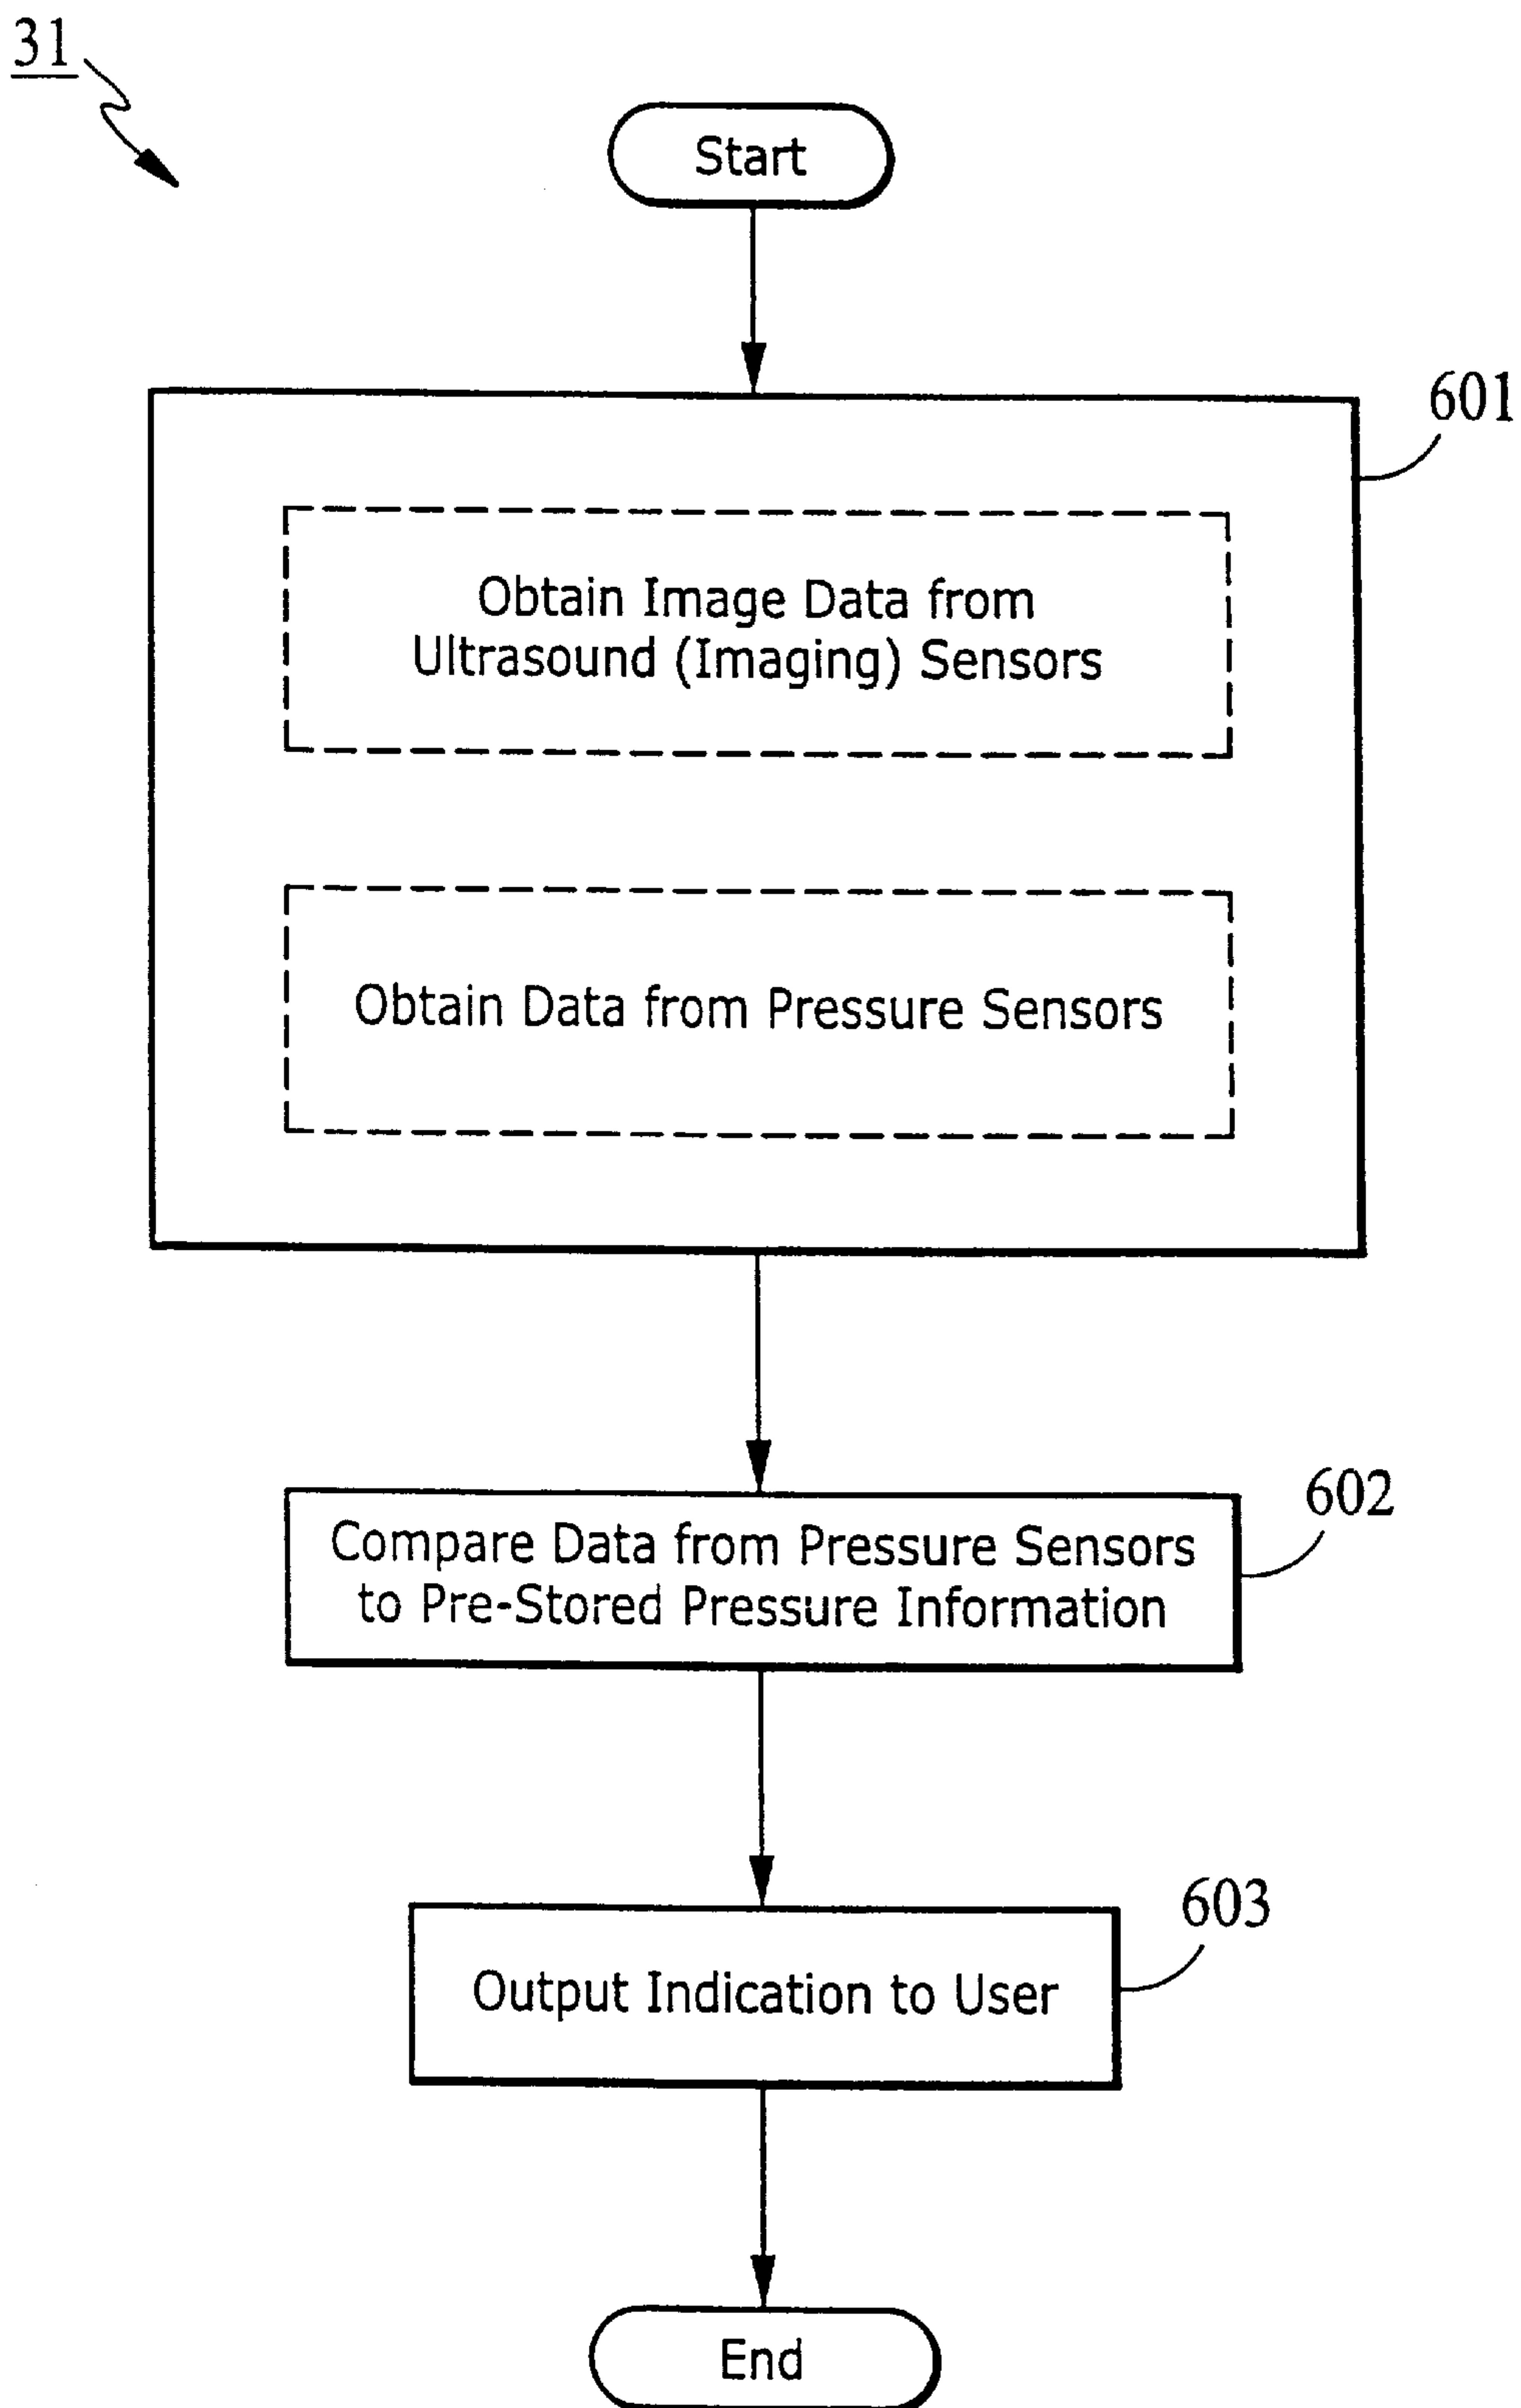 31
Start
601
Obtain Image Data from
Ultrasound (Imaging) Sensors
Obtain Data from Pressure Sensors
602
Compare Data from Pressure Sensors
to Pre-Stored Pressure Information
603
Output Indication to User
End